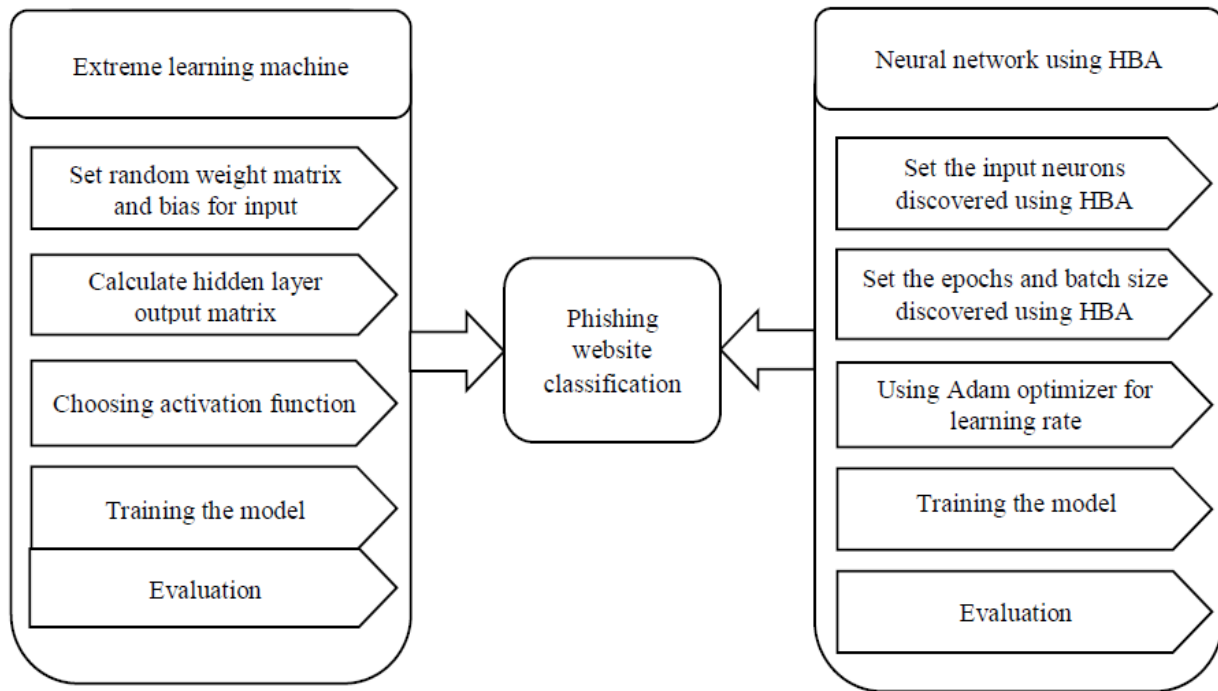 Extreme learning machine
Set random weight matrix
and bias for input
Calculate hidden layer
output matrix
Choosing activation function
Training the model
Evaluation
Phishing
website
classification
Neural network using HBA
Set the input neurons
discovered using HBA
Set the epochs and batch size
discovered using HBA
Using Adam optimizer for
learning rate
Training the model
Evaluation